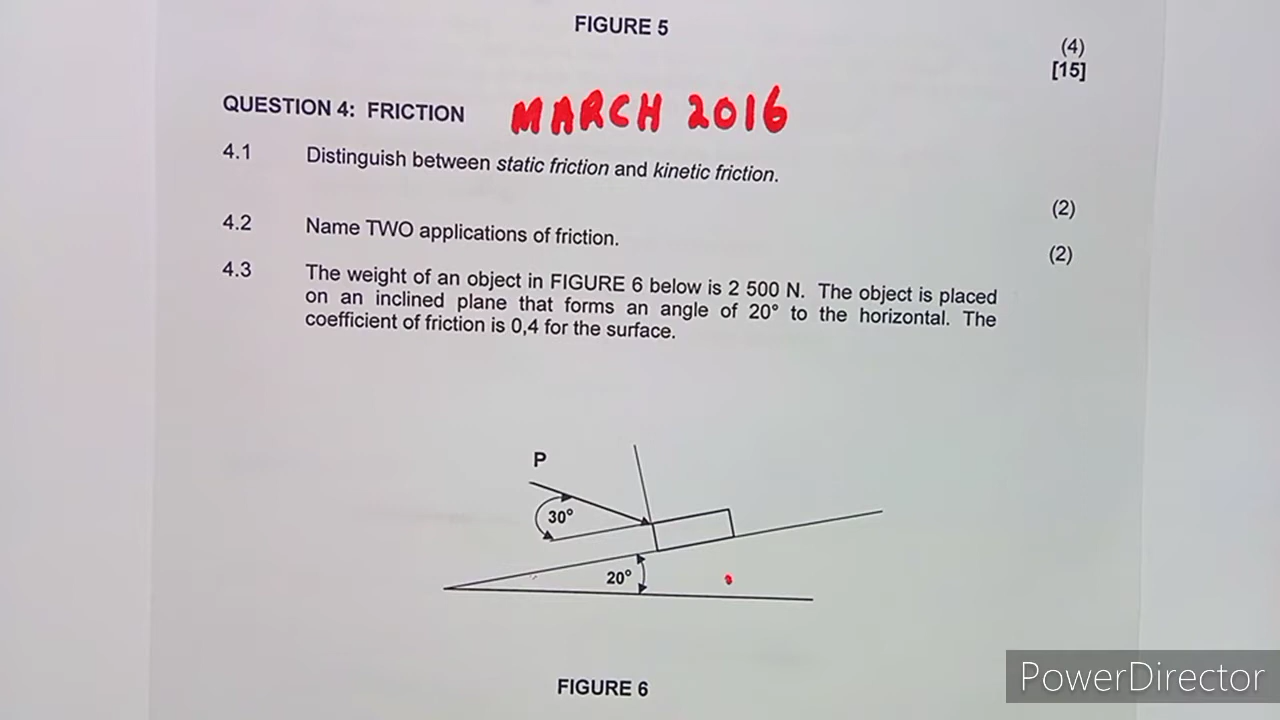 FIGURE 5
(4)
[15]
QUESTION 4: FRICTION MARCH 2016
4.1 Distinguish between static friction and kinetic friction.
(2)
4.2 Name TWO applications of friction.
(2)
4.3 The weight of an object in FIGURE 6 below is 2 500 N. The object is placed
on an inclined plane that forms an angle of 20° to the horizontal. The
coefficient of friction is 0,4 for the surface.
P
30°
20°
FIGURE 6
PowerDirector